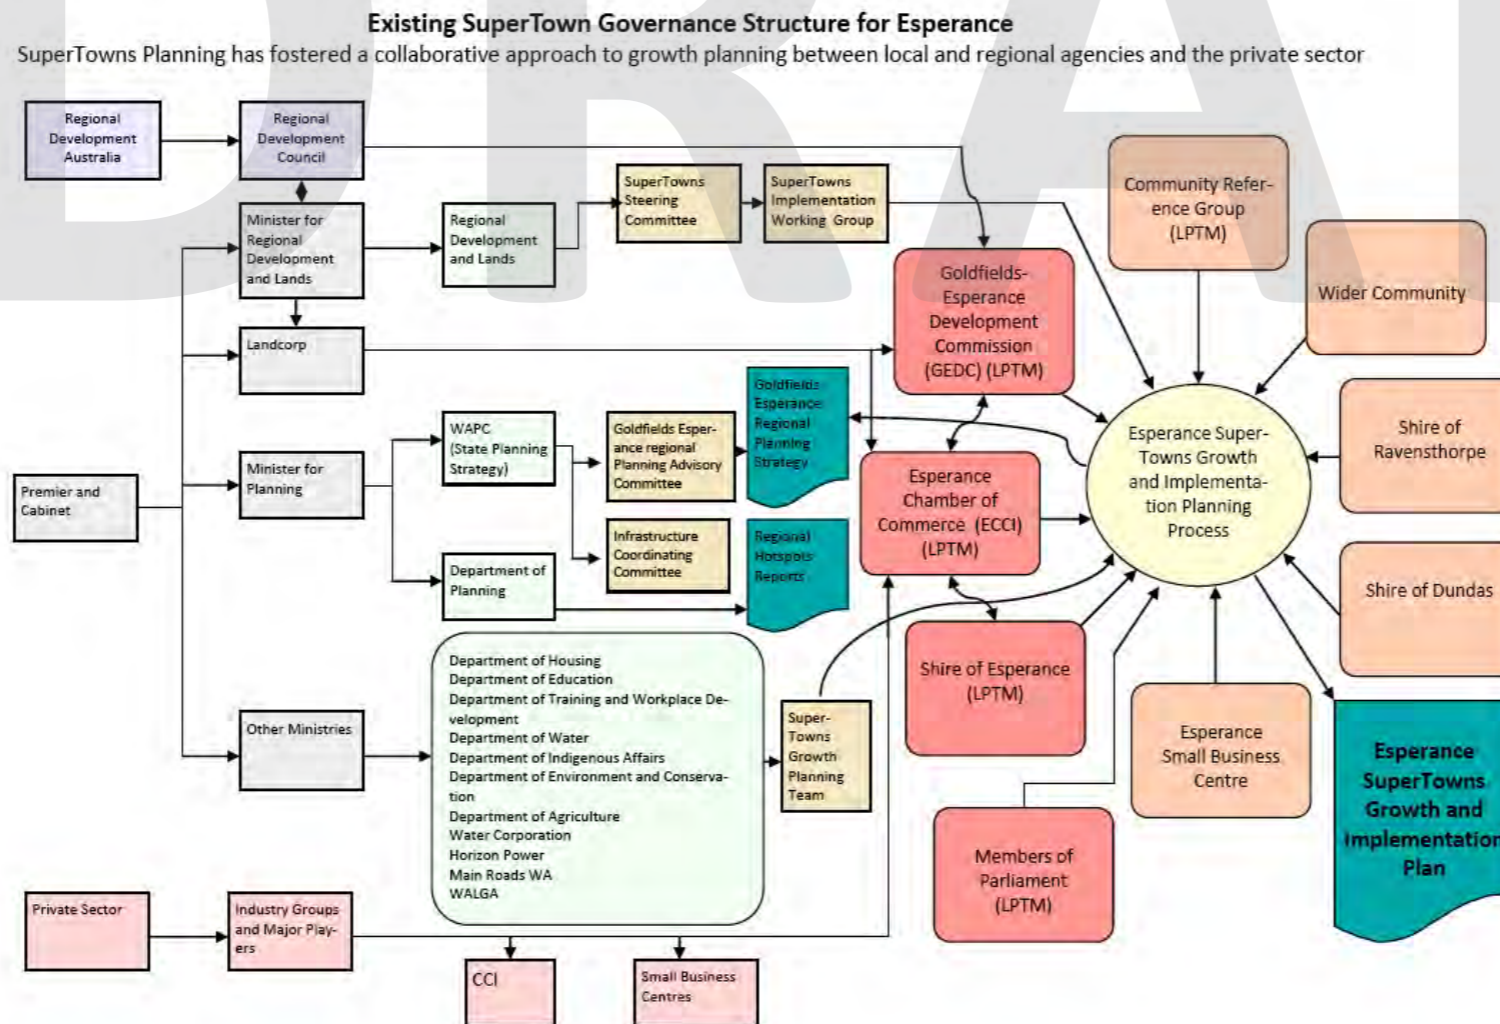 Existing SuperTown Governance Structure for Esperance
SuperTowns Planning has fostered a collaborative approach to growth planning between local and regional agencies and the private sector
DRA
Regional
Development
Australia
Regional
Development
Council
Minister for
Regional
Development
and Lands
Regional
Development
and Lands
SuperTowns
Steering
Committee
SuperTowns
Implementation
Working Group
Community Refer-
ence Group
(LPTM)
Wider Community
Goldfields-
Esperance
Development
Commission
(GEDC) (LPTM)
Landcorp
Goldfields
Esperance
Regional
Planning
Strategy
WAPC
(State Planning
Strategy)
Goldfields Esper-
ance regional
Planning Advisory
Committee
Shire of
Ravensthorpe
Esperance Super-
Towns Growth
and Implementa-
tion Planning
Process
Minister for
Planning
Esperance
Chamber of
Commerce (ECCI)
(LPTM)
Premier and
Cabinet
Infrastructure
Coordinating
Committee
Regional
Hotspots
Reports
Department of
Planning
Shire of Dundas
Department of Housing
Department of Education
Department of Training and Workplace De-
velopment
Department of Water
Department of Indigenous Affairs
Department of Environment and Conserva-
tion
Department of Agriculture
Water Corporation
Horizon Power
Main Roads WA
WALGA
Shire of Esperance
(LPTM)
Other Ministries
Super-
Towns
Growth
Planning
Team
Esperance
Small Business
Centre
Esperance
SuperTowns
Growth and
Implementation
Plan
Members of
Parliament
(LPTM)
Private Sector
Industry Groups
and Major Play-
ers
CCI
Small Business
Centres